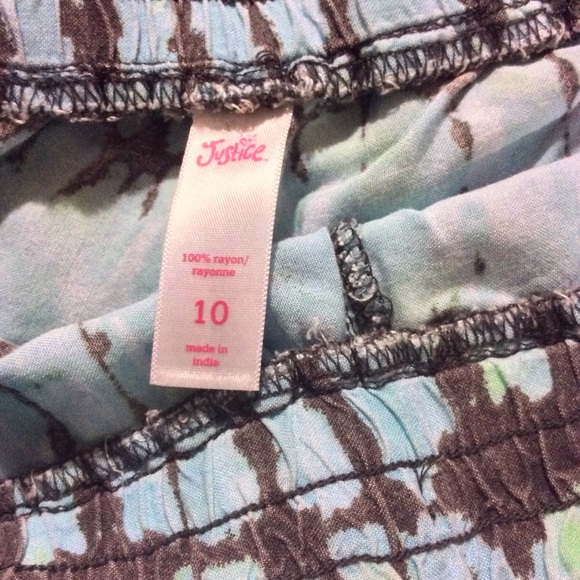 Justice
100% rayon/
rayonne
10
made in
india